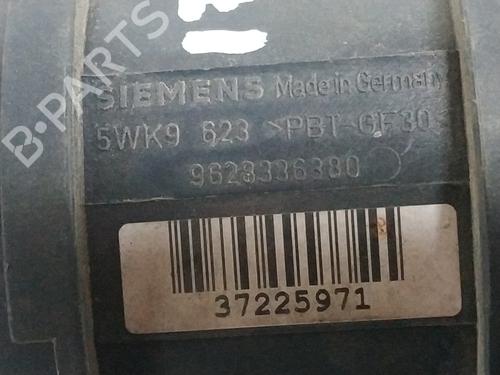 B-PARTS
SIEMENS Made in Germany
5WK9 623 >PBT-GF30<
9628336380
37225971